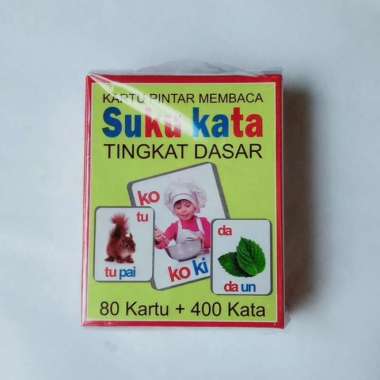 KARTU PINTAR MEMBACA
Suku kata
TINGKAT DASAR
ko
tu
tu pai
ko ki
da
da un
80 Kartu + 400 Kata